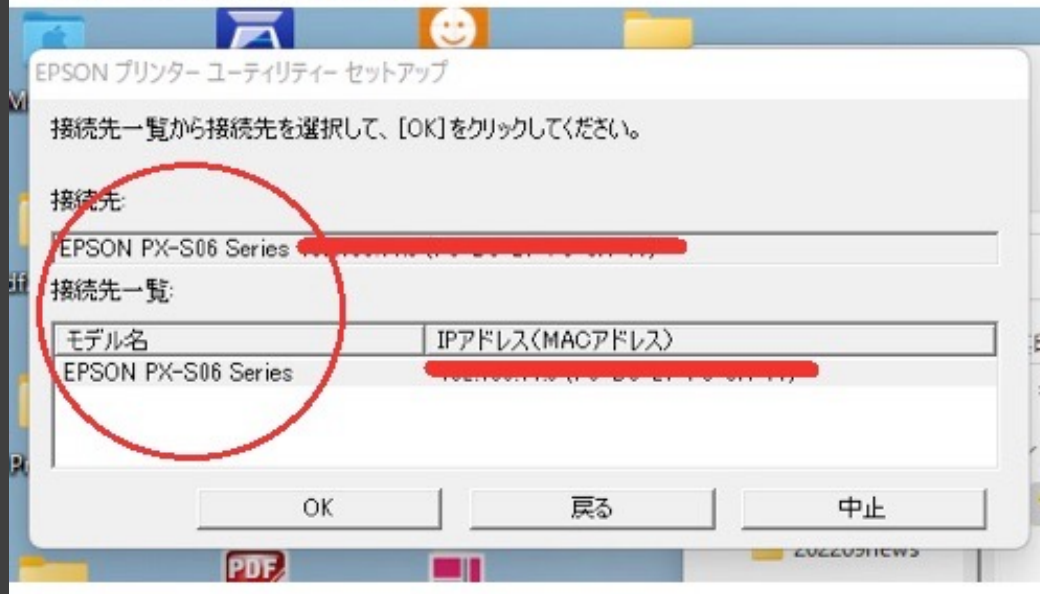 EPSON プリンター ユーティリティー セットアップ
接続先一覧から接続先を選択して、[OK]をクリックしてください。
接続先:
EPSON PX-S06 Series
接続先一覧:
モデル名 IPアドレス(MACアドレス)
EPSON PX-S06 Series
OK 戻る 中止
202209news
PDF